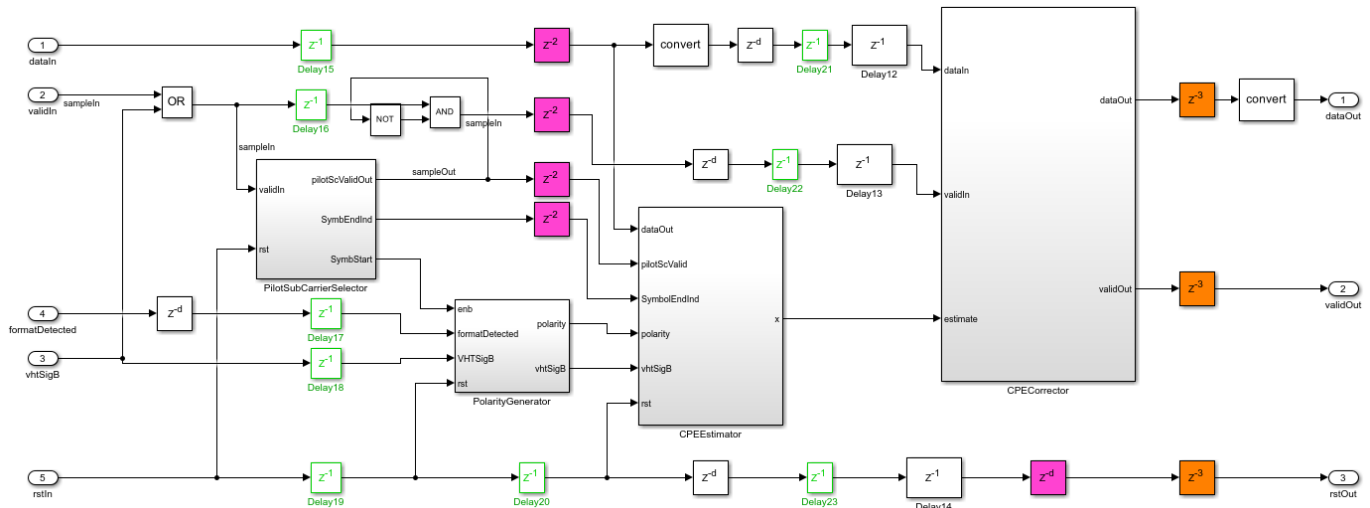 1
dataIn
z-1
Delay15
z-2
convert
z-d
z-1
Delay21
z-1
Delay12
2
validIn
sampleIn
OR
z-1
Delay16
NOT
AND
sampleIn
z-2
sampleIn
validIn
rst
pilotScValidOut
SymbEndInd
SymbStart
PilotSubCarrierSelector
sampleOut
z-2
z-2
z-d
z-1
Delay22
z-1
Delay13
4
formatDetected
z-d
z-1
Delay17
3
vhtSigB
z-1
Delay18
enb
formatDetected
VHTSigB
rst
polarity
vhtSigB
PolarityGenerator
dataOut
pilotScValid
SymbolEndInd
polarity
vhtSigB
rst
x
CPEEstimator
dataIn
validIn
estimate
dataOut
validOut
CPECorrector
z-3
convert
1
dataOut
z-3
2
validOut
5
rstIn
z-1
Delay19
z-1
Delay20
z-d
z-1
Delay23
z-1
Delay14
z-d
z-3
3
rstOut